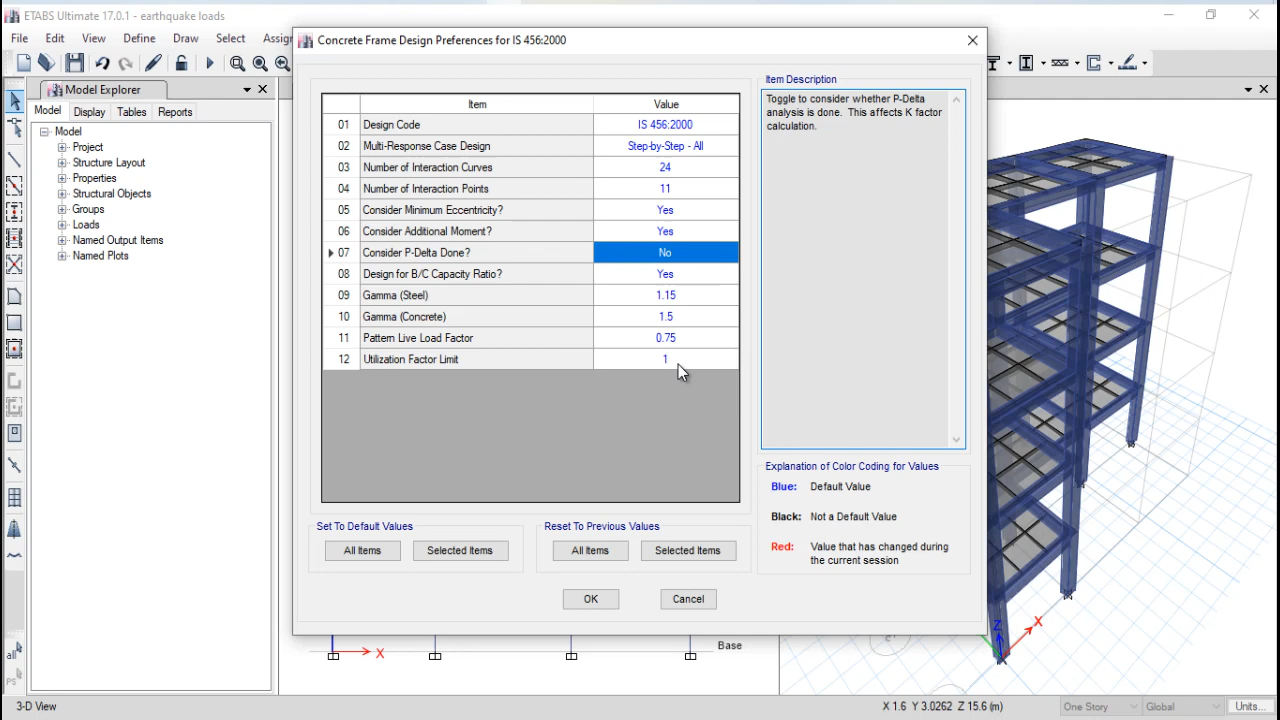 ETABS Ultimate 17.0.1 - earthquake loads
File Edit View Define Draw Select Assig
Model Explorer
Model Display Tables Reports
Model
Project
Structure Layout
Properties
Structural Objects
Groups
Loads
Named Output Items
Named Plots
Concrete Frame Design Preferences for IS 456:2000
Item Value
01 Design Code IS 456:2000
02 Multi-Response Case Design Step-by-Step - All
03 Number of Interaction Curves 24
04 Number of Interaction Points 11
05 Consider Minimum Eccentricity? Yes
06 Consider Additional Moment? Yes
07 Consider P-Delta Done? No
08 Design for B/C Capacity Ratio? Yes
09 Gamma (Steel) 1.15
10 Gamma (Concrete) 1.5
11 Pattern Live Load Factor 0.75
12 Utilization Factor Limit 1
Item Description
Toggle to consider whether P-Delta
analysis is done. This affects K factor
calculation.
Explanation of Color Coding for Values
Blue: Default Value
Black: Not a Default Value
Red: Value that has changed during
the current session
Set To Default Values
All Items Selected Items
Reset To Previous Values
All Items Selected Items
OK Cancel
X
Base
Z
X
all
PS
3-D View
X 1.6 Y 3.0262 Z 15.6 (m)
One Story
Global
Units...